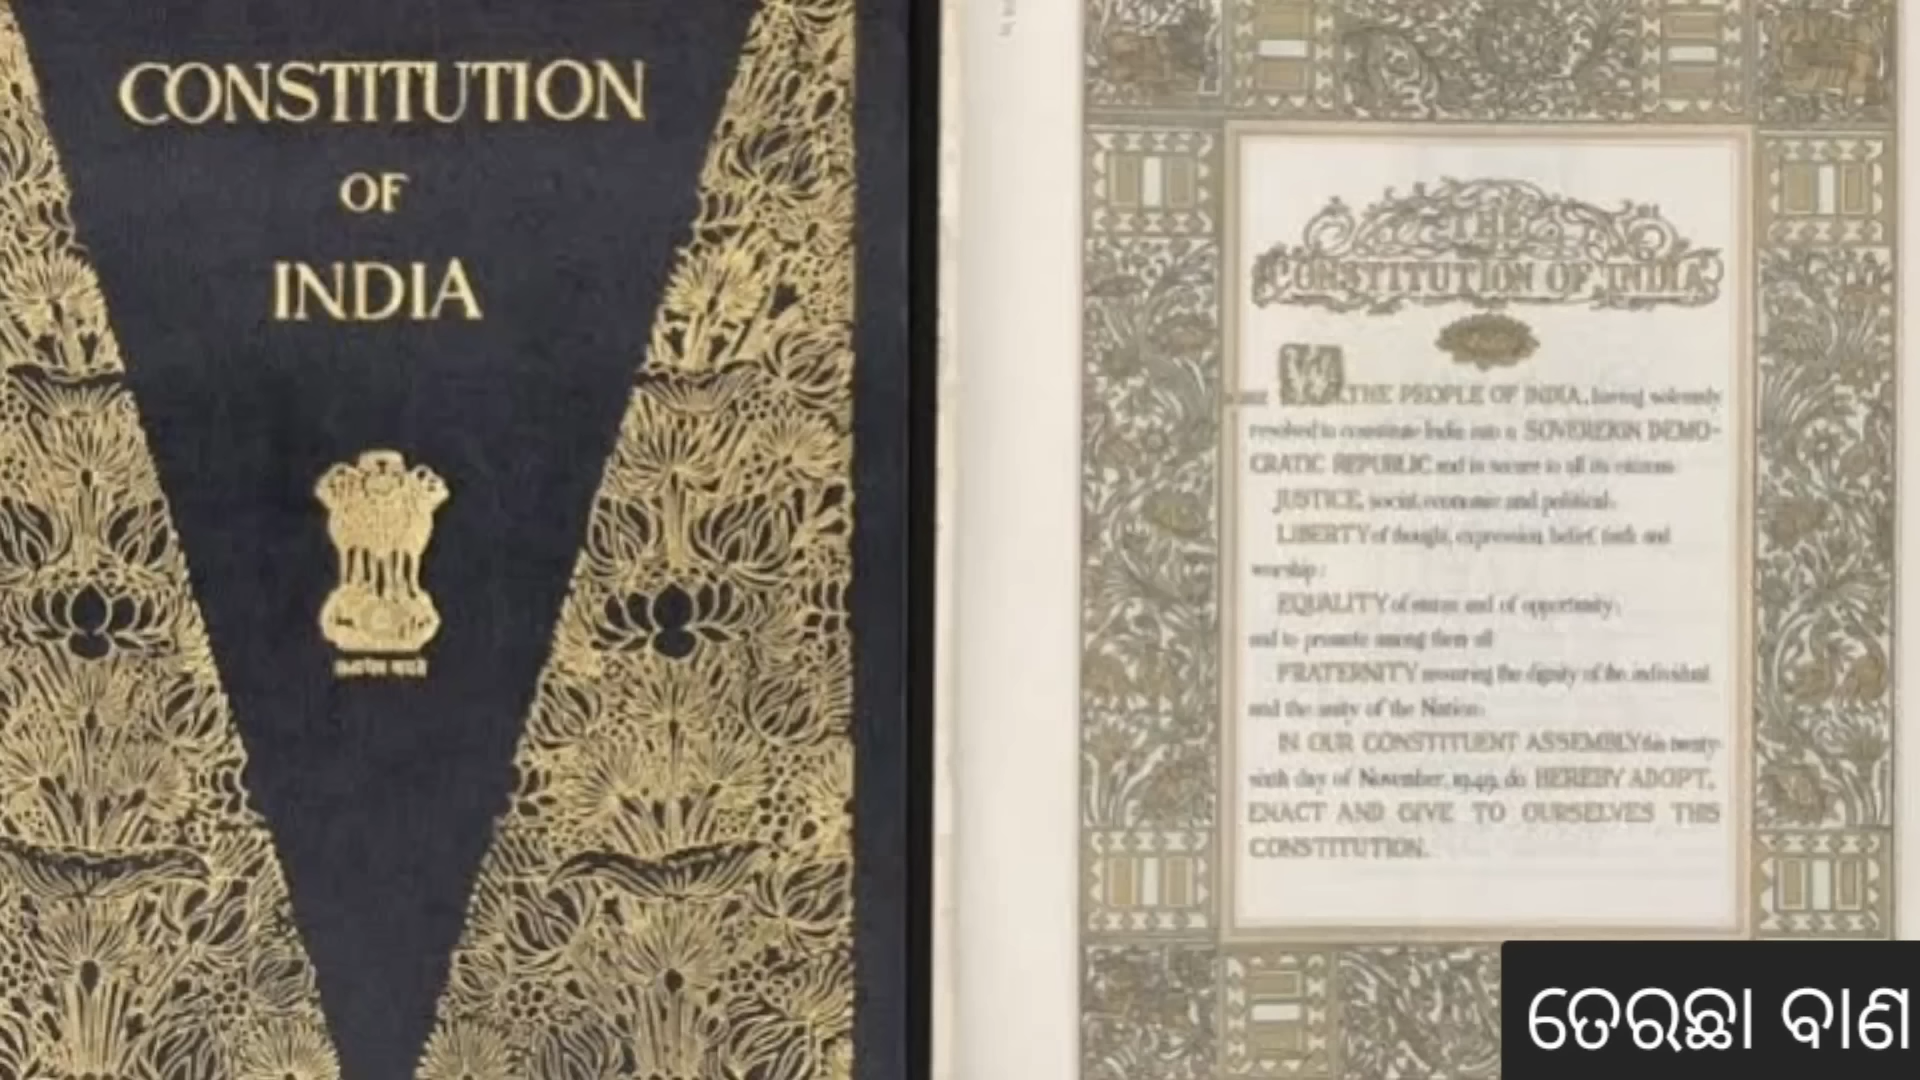 CONSTITUTION
OF
INDIA
सत्यमेव जयते
THE
CONSTITUTION OF INDIA
WE, THE PEOPLE OF INDIA, having solemnly
resolved to constitute India into a SOVEREIGN DEMO-
CRATIC REPUBLIC and to secure to all its citizens:
JUSTICE, social, economic and political;
LIBERTY of thought, expression, belief, faith and
worship;
EQUALITY of status and of opportunity;
and to promote among them all
FRATERNITY assuring the dignity of the individual
and the unity of the Nation;
IN OUR CONSTITUENT ASSEMBLY this twenty-
sixth day of November, 1949, do HEREBY ADOPT,
ENACT AND GIVE TO OURSELVES THIS
CONSTITUTION.
ତେରଛା ବାଣ